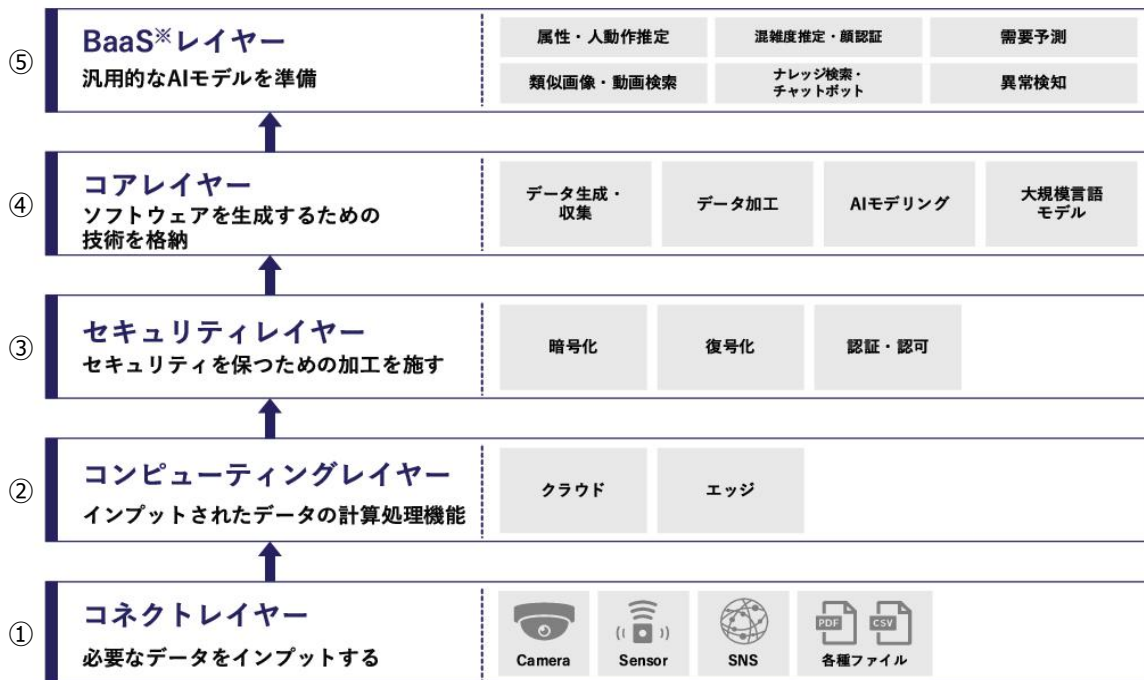 ⑤
BaaS※レイヤー
汎用的なAIモデルを準備
属性・人動作推定
混雑度推定・顔認証
需要予測
類似画像・動画検索
ナレッジ検索・
チャットボット
異常検知
④
コアレイヤー
ソフトウェアを生成するための
技術を格納
データ生成・
収集
データ加工
AIモデリング
大規模言語
モデル
③
セキュリティレイヤー
セキュリティを保つための加工を施す
暗号化
復号化
認証・認可
②
コンピューティングレイヤー
インプットされたデータの計算処理機能
クラウド
エッジ
①
コネクトレイヤー
必要なデータをインプットする
Camera
Sensor
SNS
PDF
CSV
各種ファイル